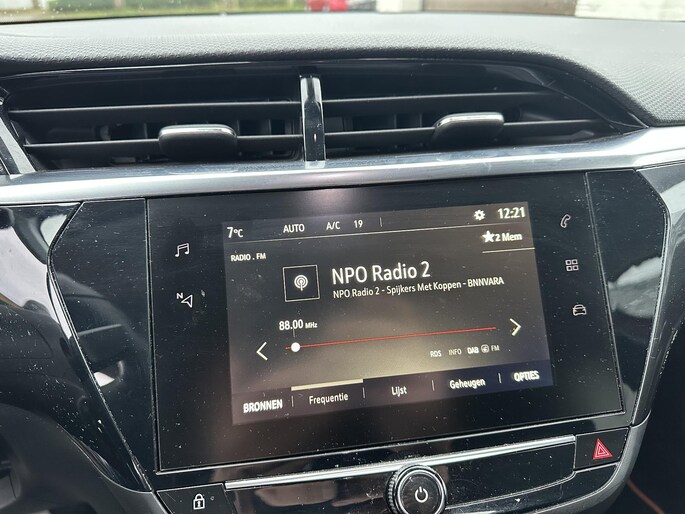 7°C AUTO A/C 19 12:21
★2 Mem
RADIO . FM
NPO Radio 2
NPO Radio 2 - Spijkers Met Koppen - BNNVARA
88.00 MHz
RDS INFO DAB FM
BRONNEN Frequentie Lijst Geheugen OPTIES
N